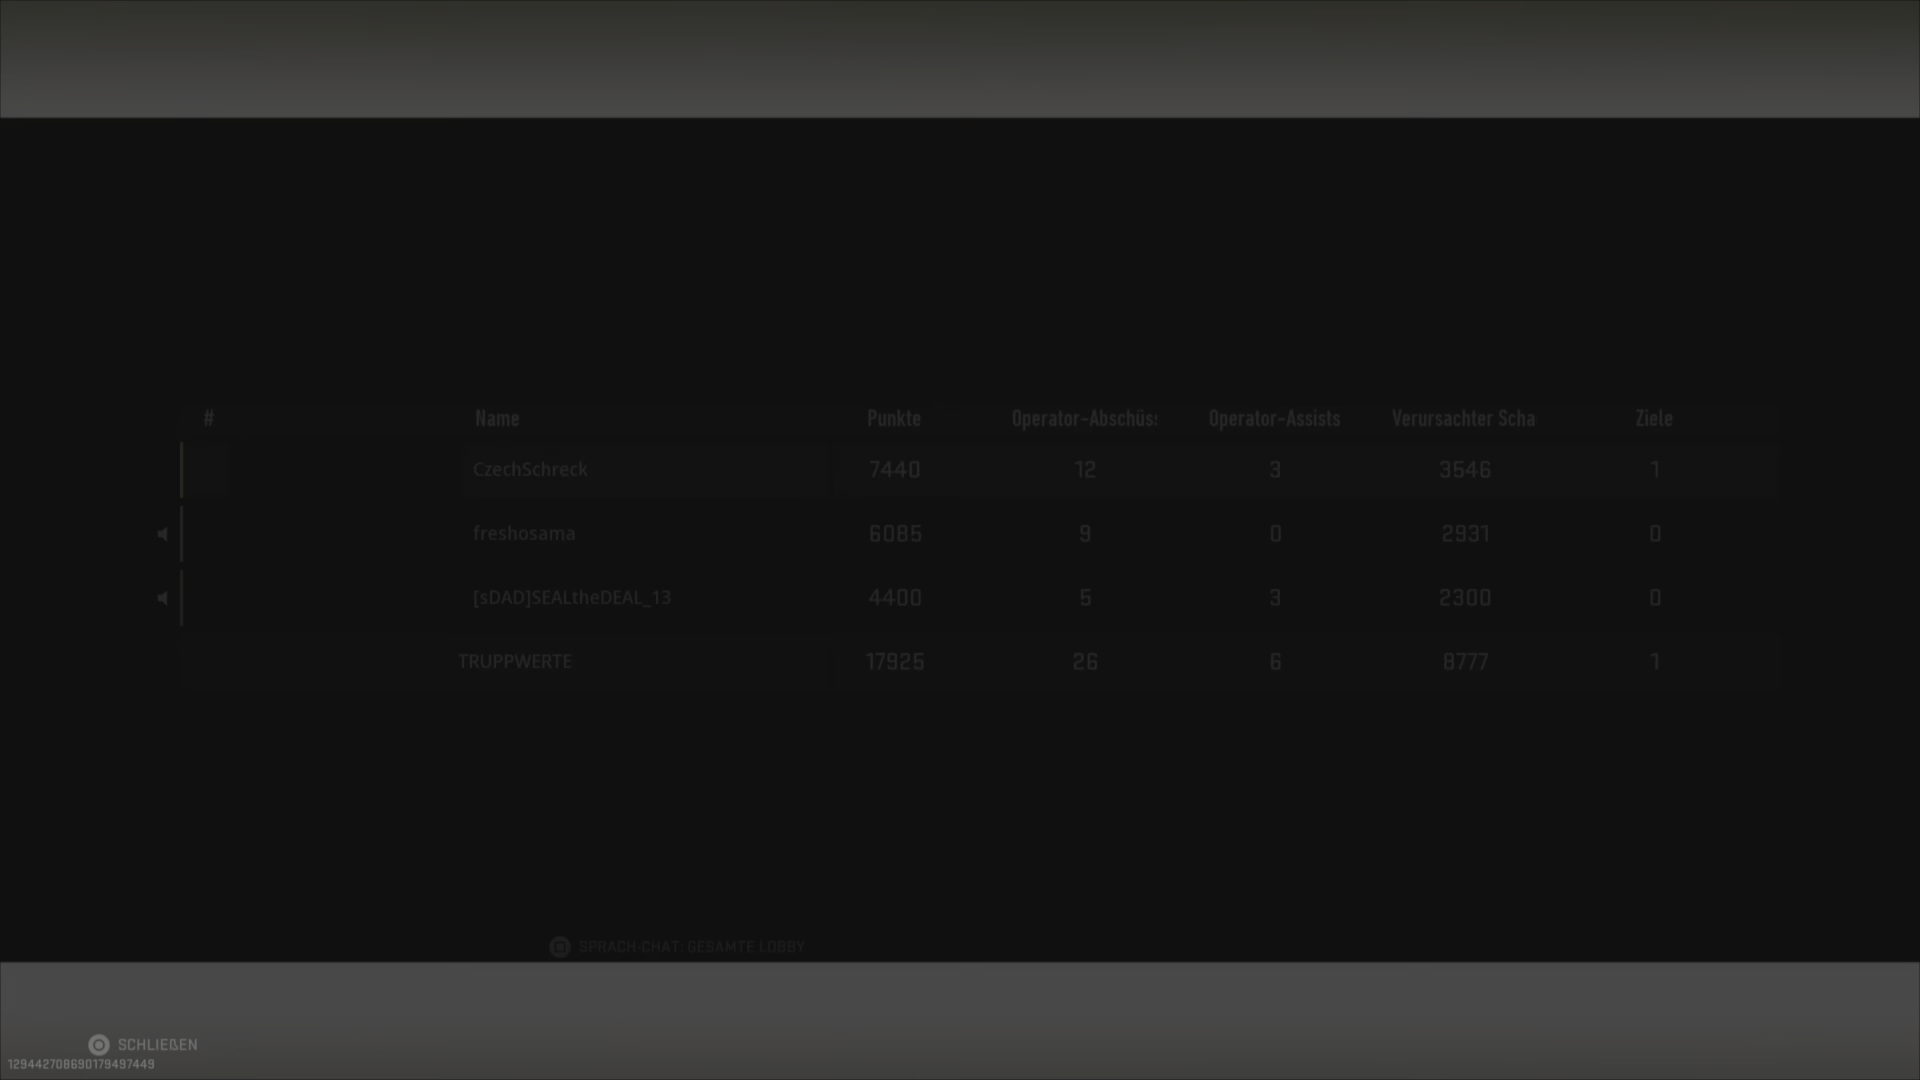 # Name Punkte Operator-Abschüs: Operator-Assists Verursachter Scha Ziele
CzechSchreck 7440 12 3 3546 1
freshosama 6085 9 0 2931 0
[sDAD]SEALtheDEAL_13 4400 5 3 2300 0
TRUPPWERTE 17925 26 6 8777 1
SPRACH-CHAT: GESAMTE LOBBY
SCHLIEßEN
129442708690179497449